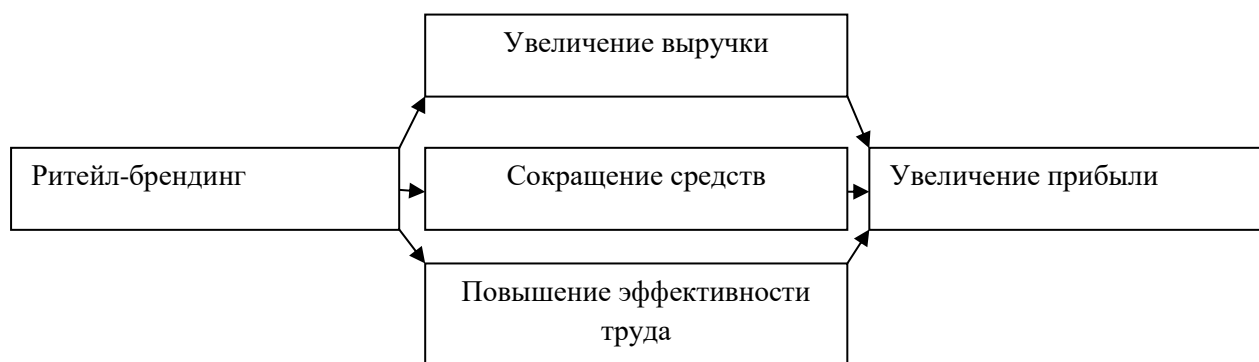 Увеличение выручки
Ритейл-брендинг
Сокращение средств
Увеличение прибыли
Повышение эффективности
труда